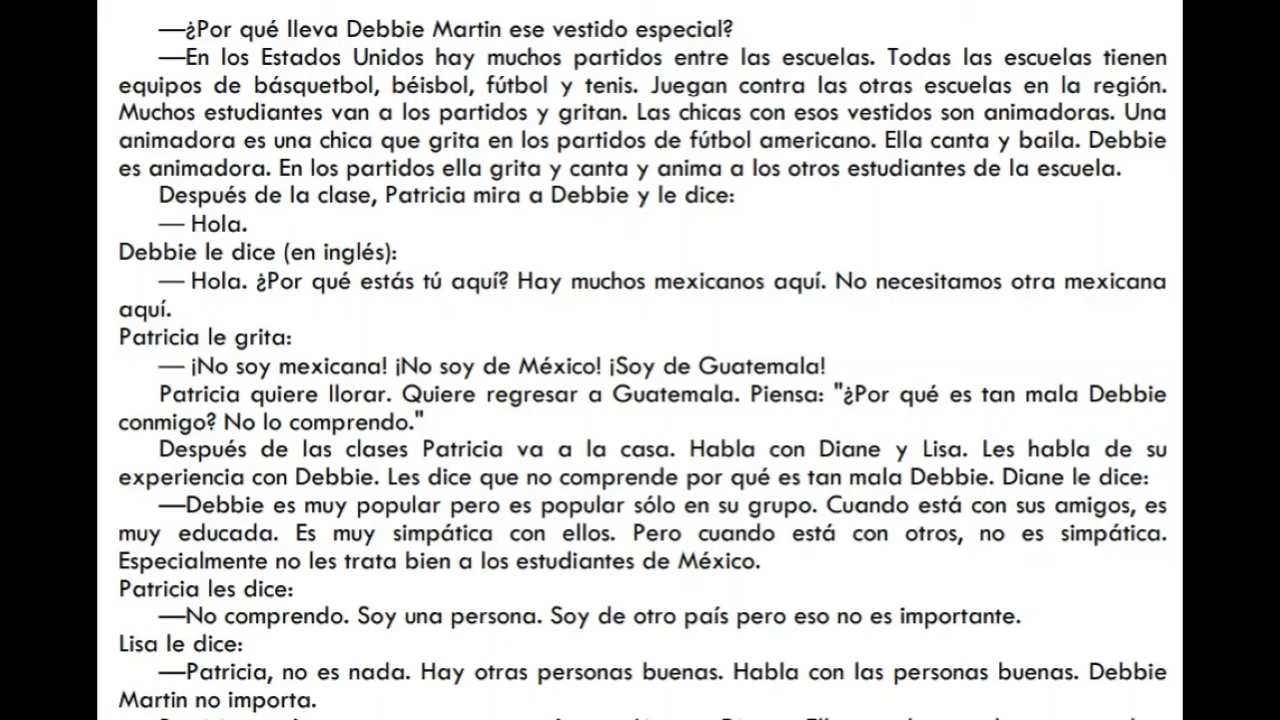 —¿Por qué lleva Debbie Martin ese vestido especial?
—En los Estados Unidos hay muchos partidos entre las escuelas. Todas las escuelas tienen
equipos de básquetbol, béisbol, fútbol y tenis. Juegan contra las otras escuelas en la región.
Muchos estudiantes van a los partidos y gritan. Las chicas con esos vestidos son animadoras. Una
animadora es una chica que grita en los partidos de fútbol americano. Ella canta y baila. Debbie
es animadora. En los partidos ella grita y canta y anima a los otros estudiantes de la escuela.
Después de la clase, Patricia mira a Debbie y le dice:
— Hola.
Debbie le dice (en inglés):
— Hola. ¿Por qué estás tú aquí? Hay muchos mexicanos aquí. No necesitamos otra mexicana
aquí.
Patricia le grita:
— ¡No soy mexicana! ¡No soy de México! ¡Soy de Guatemala!
Patricia quiere llorar. Quiere regresar a Guatemala. Piensa: "¿Por qué es tan mala Debbie
conmigo? No lo comprendo."
Después de las clases Patricia va a la casa. Habla con Diane y Lisa. Les habla de su
experiencia con Debbie. Les dice que no comprende por qué es tan mala Debbie. Diane le dice:
—Debbie es muy popular pero es popular sólo en su grupo. Cuando está con sus amigos, es
muy educada. Es muy simpática con ellos. Pero cuando está con otros, no es simpática.
Especialmente no les trata bien a los estudiantes de México.
Patricia les dice:
—No comprendo. Soy una persona. Soy de otro país pero eso no es importante.
Lisa le dice:
—Patricia, no es nada. Hay otras personas buenas. Habla con las personas buenas. Debbie
Martin no importa.